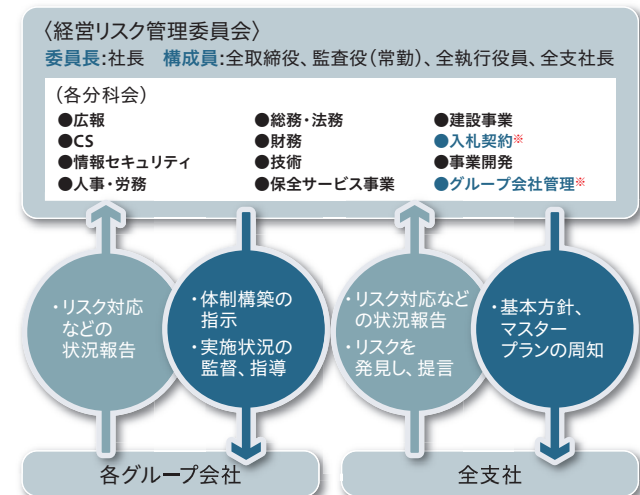 〈経営リスク管理委員会〉
委員長:社長 構成員:全取締役、監査役(常勤)、全執行役員、全支社長
(各分科会)
●広報
●CS
●情報セキュリティ
●人事・労務
●総務・法務
●財務
●技術
●保全サービス事業
●建設事業
●入札契約※
●事業開発
●グループ会社管理※
・リスク対応
などの
状況報告
・体制構築の
指示
・実施状況の
監督、指導
・リスク対応など
の状況報告
・リスクを
発見し、提言
・基本方針、
マスター
プランの周知
各グループ会社
全支社